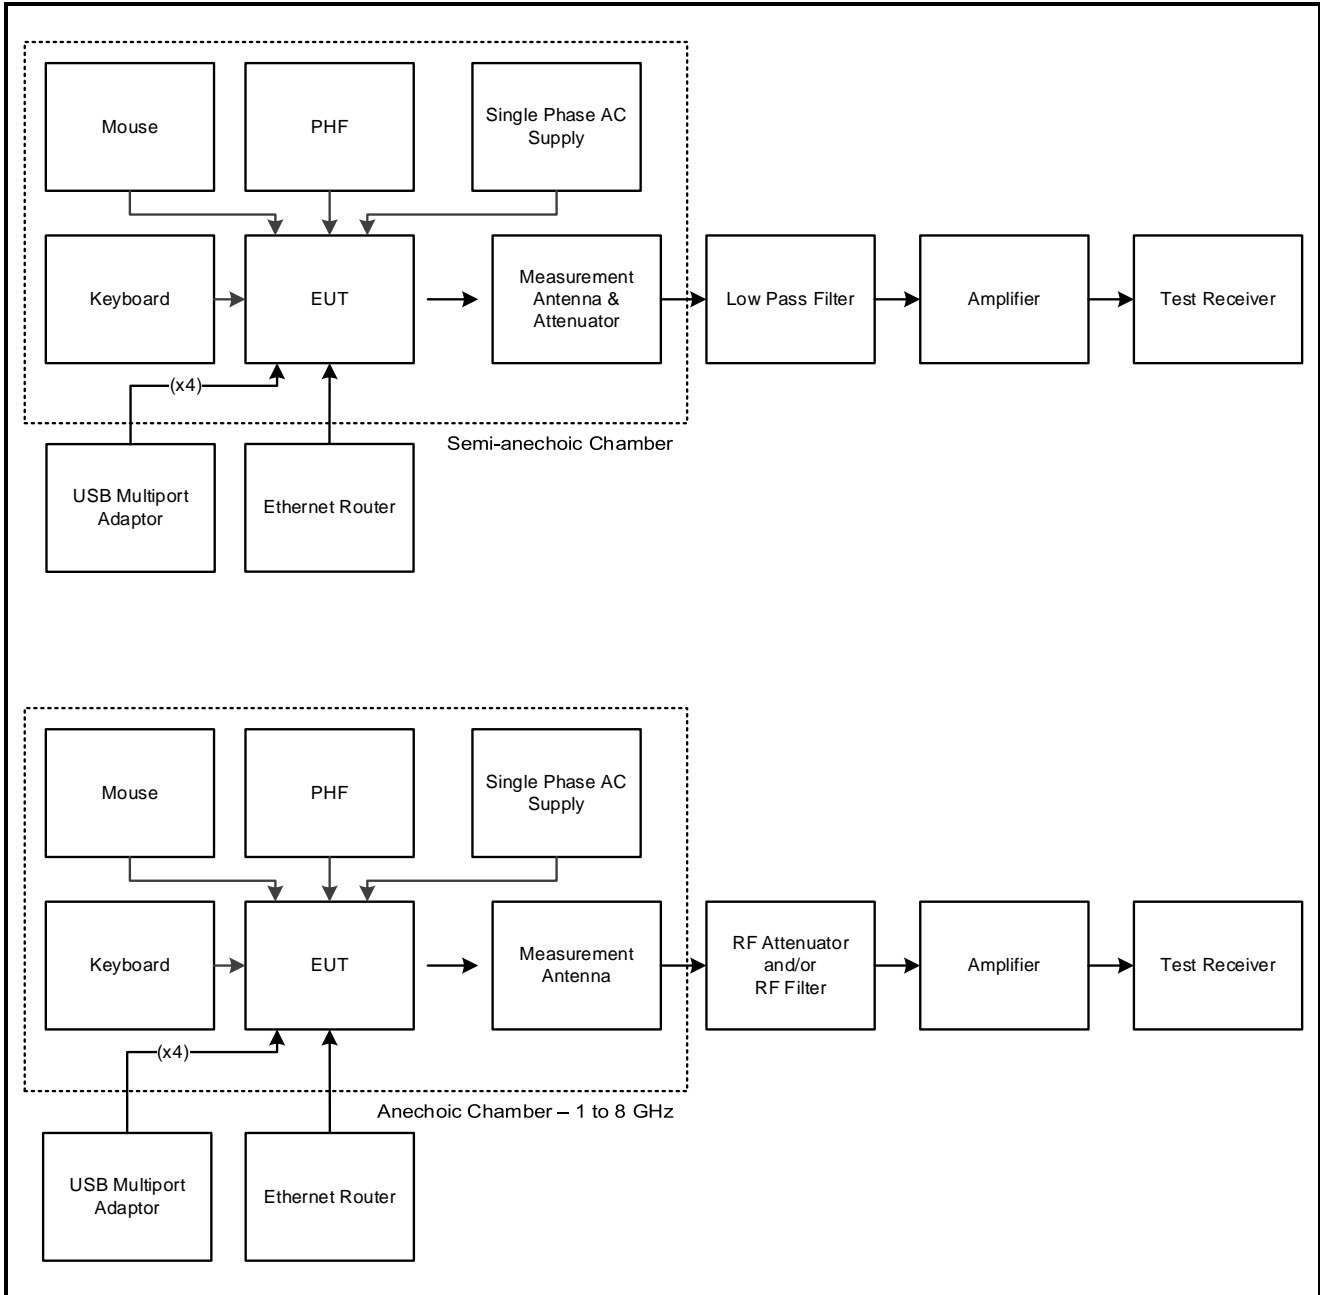 Mouse
PHF
Single Phase AC
Supply
Keyboard
EUT
Measurement
Antenna &
Attenuator
Low Pass Filter
Amplifier
Test Receiver
(x4)
Semi-anechoic Chamber
USB Multiport
Adaptor
Ethernet Router
Mouse
PHF
Single Phase AC
Supply
Keyboard
EUT
Measurement
Antenna
RF Attenuator
and/or
RF Filter
Amplifier
Test Receiver
(x4)
Anechoic Chamber – 1 to 8 GHz
USB Multiport
Adaptor
Ethernet Router